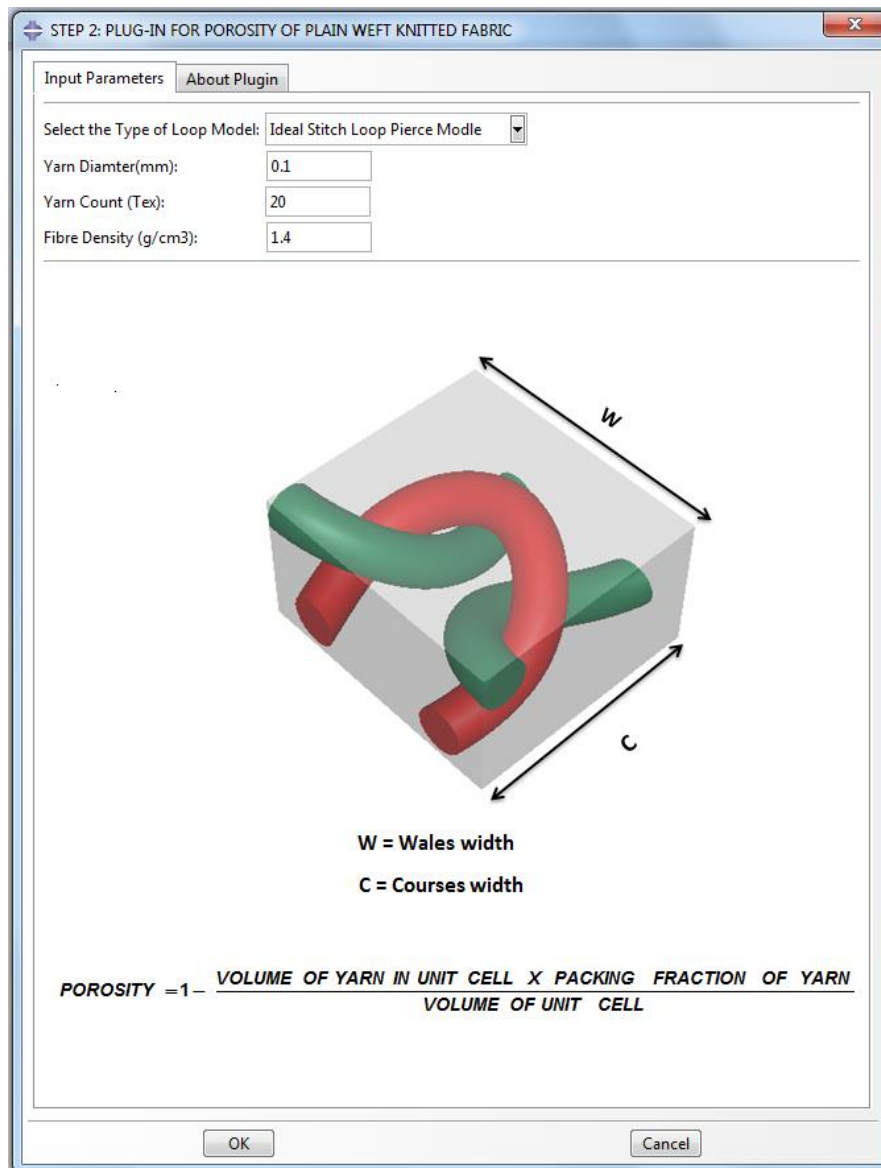 STEP 2: PLUG-IN FOR POROSITY OF PLAIN WEFT KNITTED FABRIC
Input Parameters About Plugin
Select the Type of Loop Model: Ideal Stitch Loop Pierce Modle
Yarn Diamter(mm): 0.1
Yarn Count (Tex): 20
Fibre Density (g/cm3): 1.4
W
C
W = Wales width
C = Courses width
POROSITY = 1 - VOLUME OF YARN IN UNIT CELL X PACKING FRACTION OF YARN
VOLUME OF UNIT CELL
OK Cancel